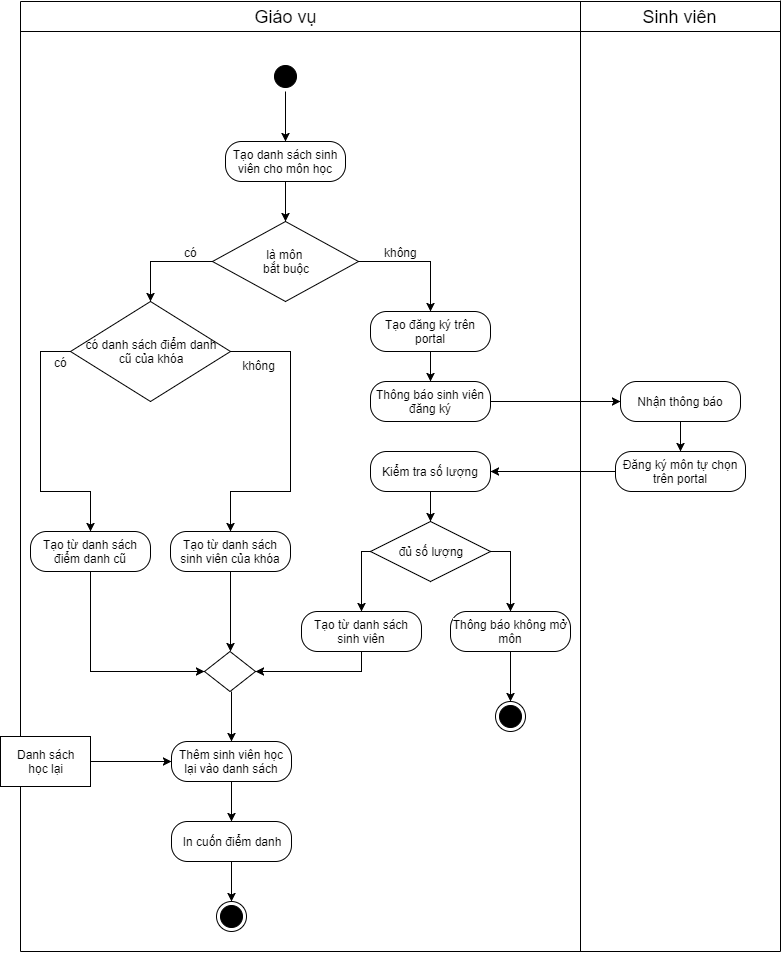 Giáo vụ
Sinh viên
Tạo danh sách sinh
viên cho môn học
là môn
bắt buộc
có
không
có danh sách điểm danh
cũ của khóa
có
không
Tạo đăng ký trên
portal
Thông báo sinh viên
đăng ký
Nhận thông báo
Đăng ký môn tự chọn
trên portal
Kiểm tra số lượng
đủ số lượng
Tạo từ danh sách
điểm danh cũ
Tạo từ danh sách
sinh viên của khóa
Tạo từ danh sách
sinh viên
Thông báo không mở
môn
Danh sách
học lại
Thêm sinh viên học
lại vào danh sách
In cuốn điểm danh